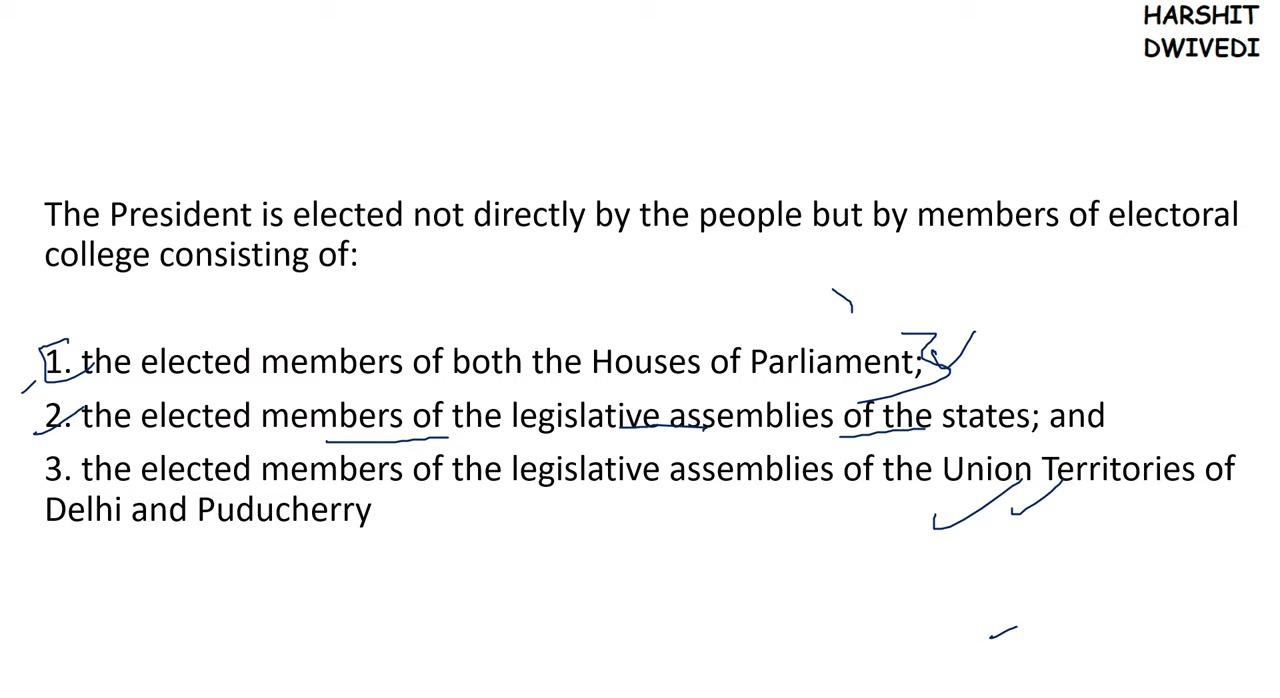 HARSHIT
DWIVEDI
The President is elected not directly by the people but by members of electoral
college consisting of:
1. the elected members of both the Houses of Parliament;
2. the elected members of the legislative assemblies of the states; and
3. the elected members of the legislative assemblies of the Union Territories of
Delhi and Puducherry